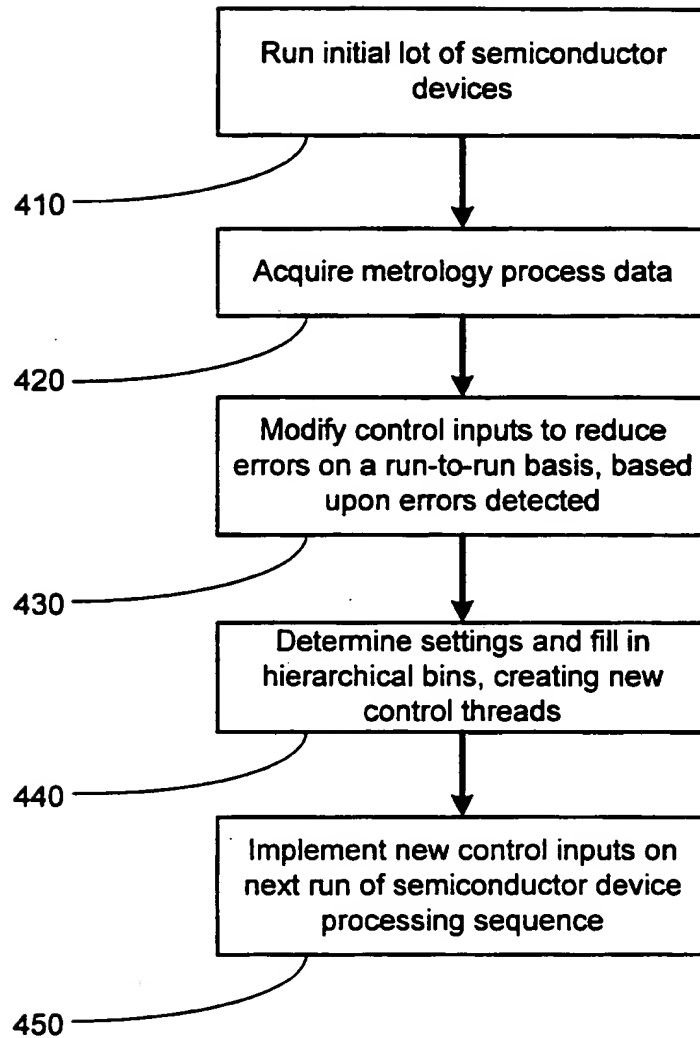 Run initial lot of semiconductor
devices
410
Acquire metrology process data
420
Modify control inputs to reduce
errors on a run-to-run basis, based
upon errors detected
430
Determine settings and fill in
hierarchical bins, creating new
control threads
440
Implement new control inputs on
next run of semiconductor device
processing sequence
450